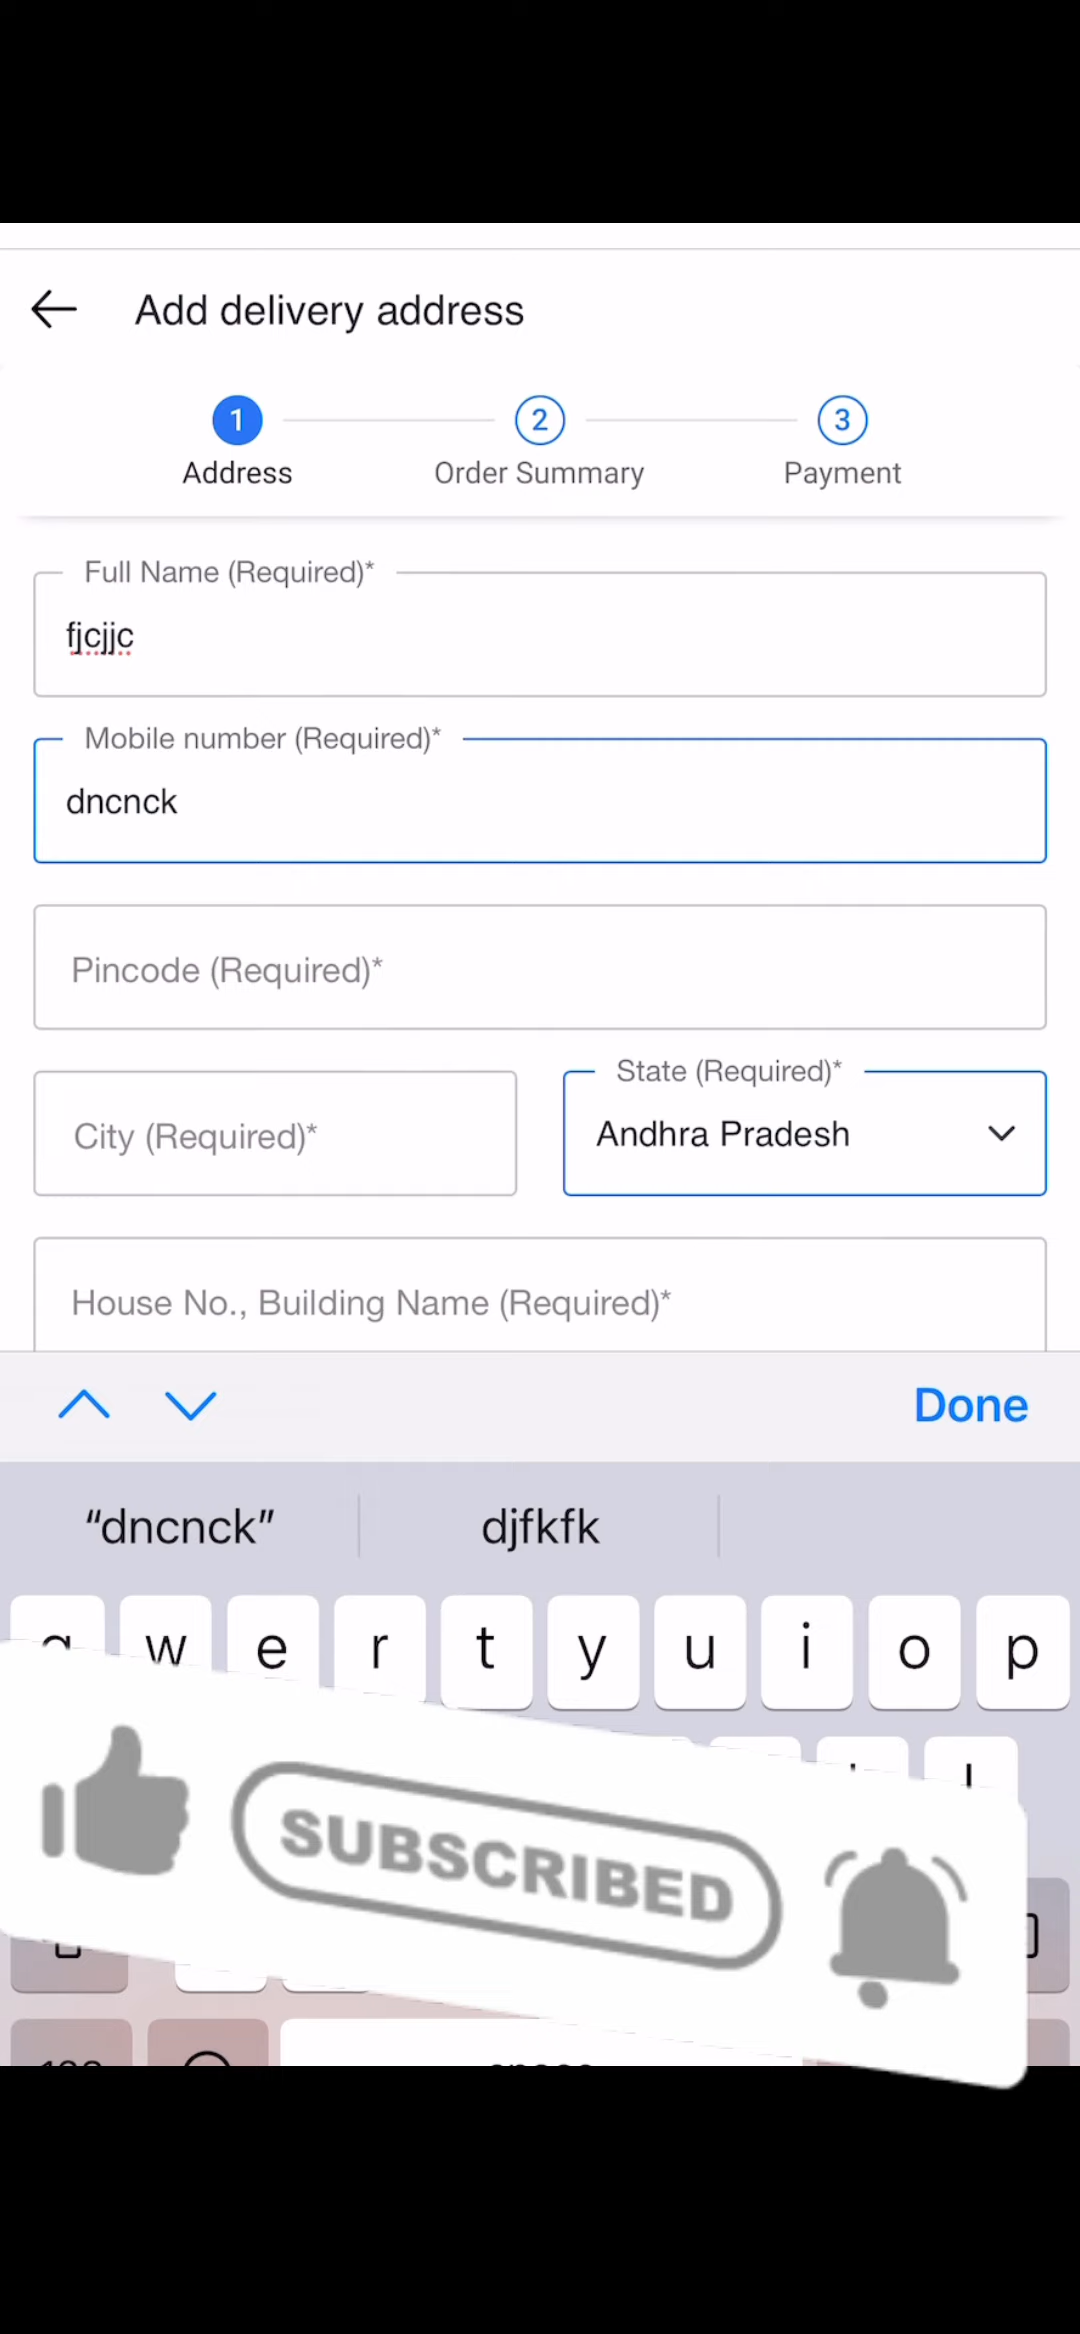 Add delivery address
1 2 3
Address Order Summary Payment
Full Name (Required)*
fjcjjc
Mobile number (Required)*
dncnck
Pincode (Required)*
State (Required)*
City (Required)* Andhra Pradesh
House No., Building Name (Required)*
Done
“dncnck” djfkfk
w e r t y u i o p
SUBSCRIBED